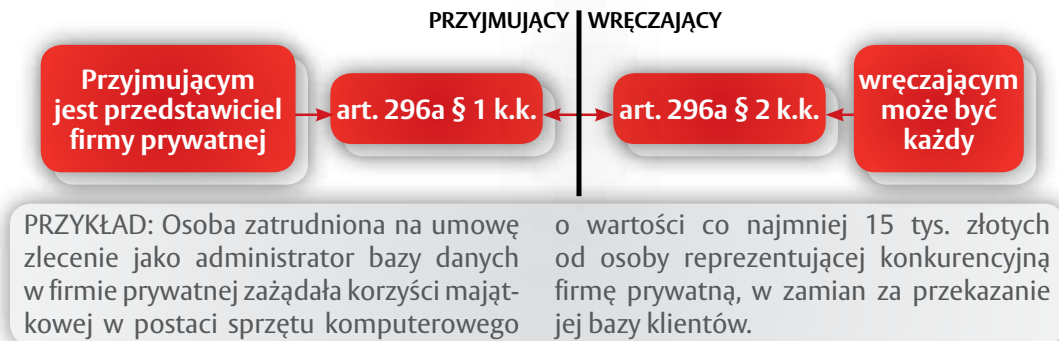 PRZYJMUJĄCY WRĘCZAJĄCY
Przyjmującym
jest przedstawiciel
firmy prywatnej
art. 296a § 1 k.k.
art. 296a § 2 k.k.
wręczającym
może być
każdy
PRZYKŁAD: Osoba zatrudniona na umowę
zlecenie jako administrator bazy danych
w firmie prywatnej zażądała korzyści mająt-
kowej w postaci sprzętu komputerowego
o wartości co najmniej 15 tys. złotych
od osoby reprezentującej konkurencyjną
firmę prywatną, w zamian za przekazanie
jej bazy klientów.